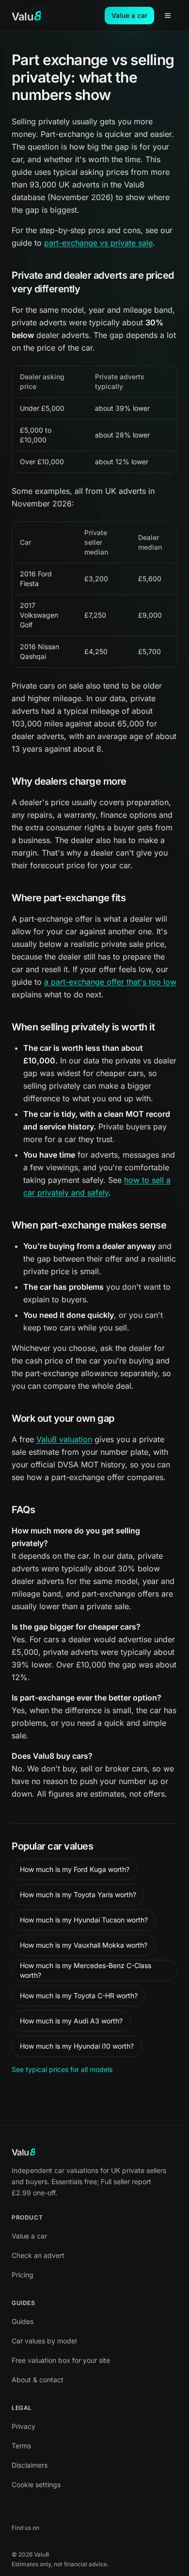 Valu8
Value a car
Part exchange vs selling
privately: what the
numbers show
Selling privately usually gets you more
money. Part-exchange is quicker and easier.
The question is how big the gap is for your
car, and whether it's worth the time. This
guide uses typical asking prices from more
than 93,000 UK adverts in the Valu8
database (November 2026) to show where
the gap is biggest.
For the step-by-step pros and cons, see our
guide to part-exchange vs private sale.
Private and dealer adverts are priced
very differently
For the same model, year and mileage band,
private adverts were typically about 30%
below dealer adverts. The gap depends a lot
on the price of the car.
Dealer asking
price
Private adverts
typically
Under £5,000
about 39% lower
£5,000 to
£10,000
about 28% lower
Over £10,000
about 12% lower
Some examples, all from UK adverts in
November 2026:
Car
Private
seller
median
Dealer
median
2016 Ford
Fiesta
£3,200
£5,600
2017
Volkswagen
Golf
£7,250
£9,000
2016 Nissan
Qashqai
£4,250
£5,700
Private cars on sale also tend to be older
and higher mileage. In our data, private
adverts had a typical mileage of about
103,000 miles against about 65,000 for
dealer adverts, with an average age of about
13 years against about 8.
Why dealers charge more
A dealer's price usually covers preparation,
any repairs, a warranty, finance options and
the extra consumer rights a buyer gets from
a business. The dealer also has to make a
margin. That's why a dealer can't give you
their forecourt price for your car.
Where part-exchange fits
A part-exchange offer is what a dealer will
allow for your car against another one. It's
usually below a realistic private sale price,
because the dealer still has to prepare the
car and resell it. If your offer feels low, our
guide to a part-exchange offer that's too low
explains what to do next.
When selling privately is worth it
• The car is worth less than about
£10,000. In our data the private vs dealer
gap was widest for cheaper cars, so
selling privately can make a bigger
difference to what you end up with.
• The car is tidy, with a clean MOT record
and service history. Private buyers pay
more for a car they trust.
• You have time for adverts, messages and
a few viewings, and you're comfortable
taking payment safely. See how to sell a
car privately and safely.
When part-exchange makes sense
• You're buying from a dealer anyway and
the gap between their offer and a realistic
private price is small.
• The car has problems you don't want to
explain to buyers.
• You need it done quickly, or you can't
keep two cars while you sell.
Whichever you choose, ask the dealer for
the cash price of the car you're buying and
the part-exchange allowance separately, so
you can compare the whole deal.
Work out your own gap
A free Valu8 valuation gives you a private
sale estimate from your number plate, with
your official DVSA MOT history, so you can
see how a part-exchange offer compares.
FAQs
How much more do you get selling
privately?
It depends on the car. In our data, private
adverts were typically about 30% below
dealer adverts for the same model, year and
mileage band, and part-exchange offers are
usually lower than a private sale.
Is the gap bigger for cheaper cars?
Yes. For cars a dealer would advertise under
£5,000, private adverts were typically about
39% lower. Over £10,000 the gap was about
12%.
Is part-exchange ever the better option?
Yes, when the difference is small, the car has
problems, or you need a quick and simple
sale.
Does Valu8 buy cars?
No. We don't buy, sell or broker cars, so we
have no reason to push your number up or
down. All figures are estimates, not offers.
Popular car values
How much is my Ford Kuga worth?
How much is my Toyota Yaris worth?
How much is my Hyundai Tucson worth?
How much is my Vauxhall Mokka worth?
How much is my Mercedes-Benz C-Class
worth?
How much is my Toyota C-HR worth?
How much is my Audi A3 worth?
How much is my Hyundai i10 worth?
See typical prices for all models
Valu8
Independent car valuations for UK private sellers
and buyers. Essentials free; Full seller report
£2.99 one-off.
PRODUCT
Value a car
Check an advert
Pricing
GUIDES
Guides
Car values by model
Free valuation box for your site
About & contact
LEGAL
Privacy
Terms
Disclaimers
Cookie settings
Find us on
© 2026 Valu8
Estimates only, not financial advice.